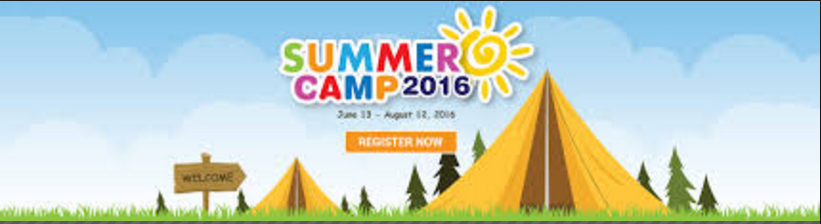 SUMMER
CAMP 2016
June 13 - August 12, 2016
REGISTER NOW
WELCOME